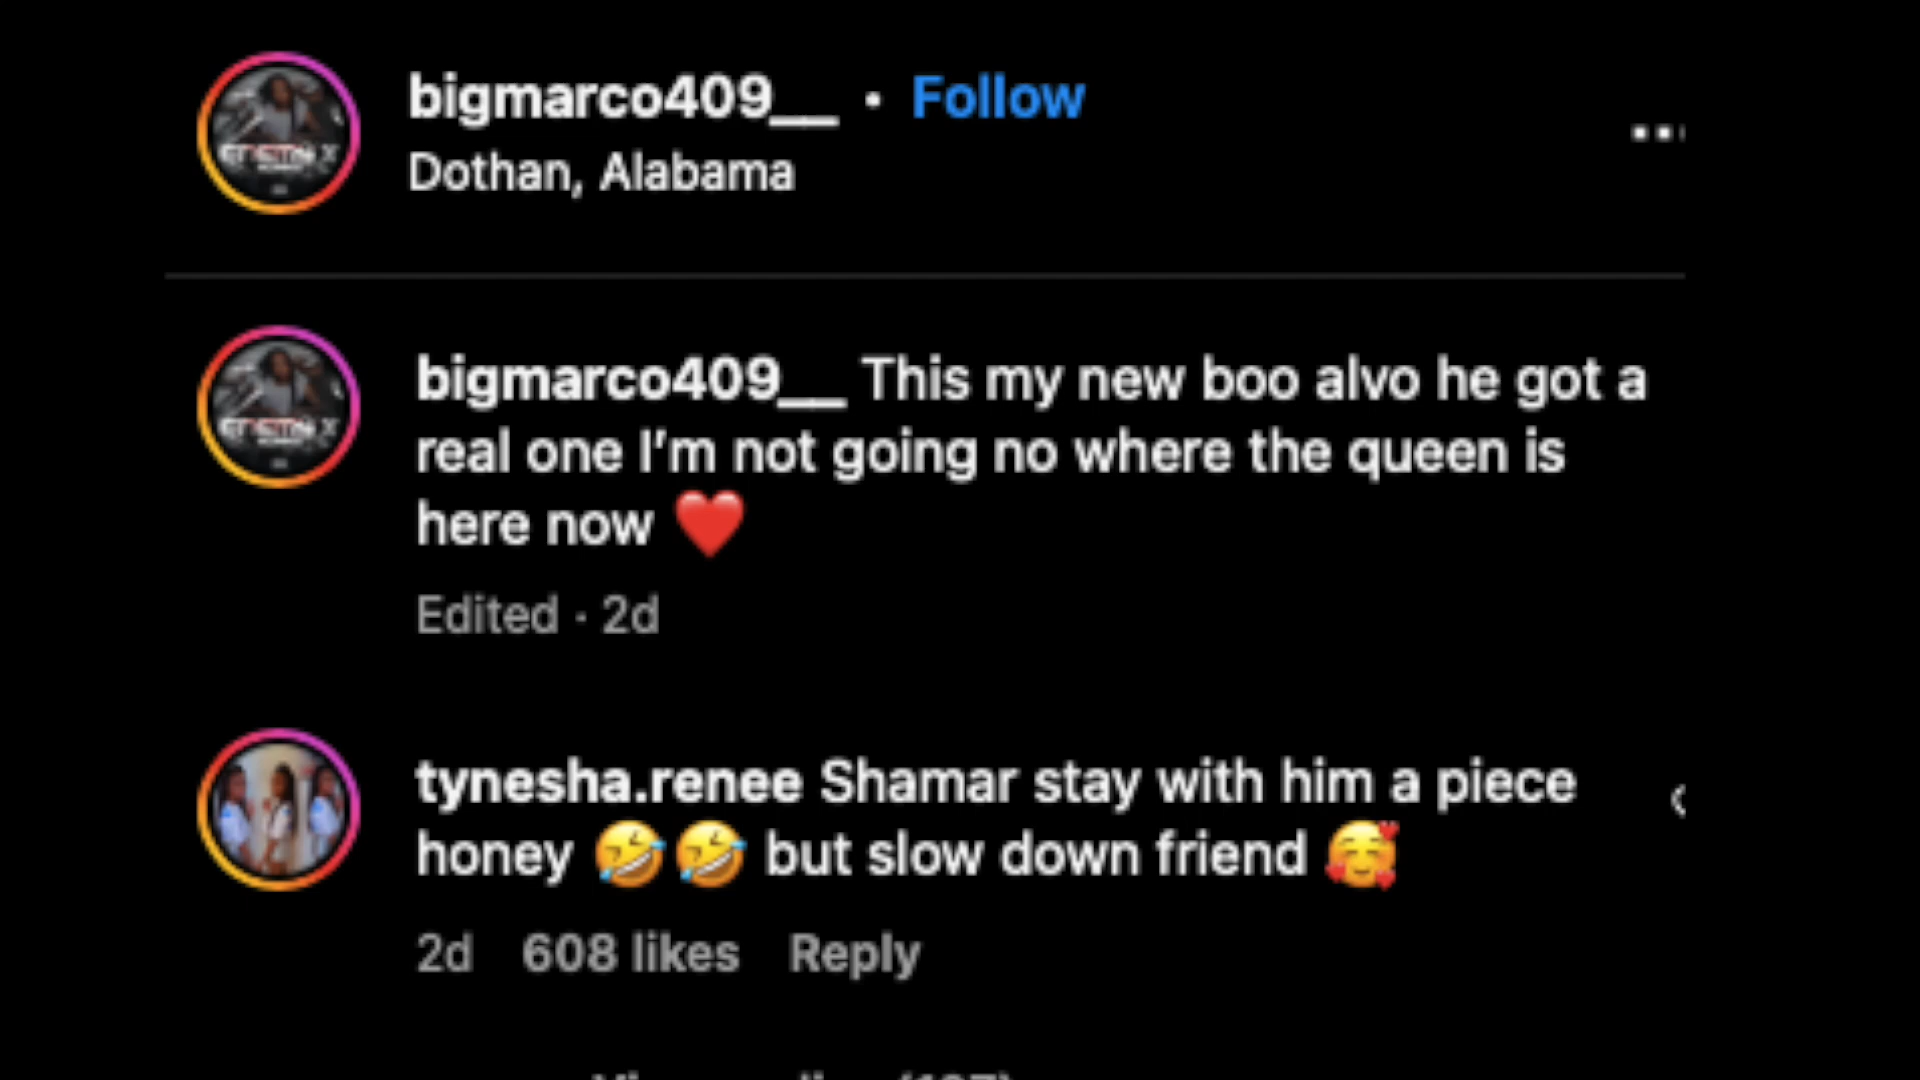 bigmarco409__ • Follow
Dothan, Alabama
bigmarco409__ This my new boo alvo he got a
real one I’m not going no where the queen is
here now ❤️
Edited · 2d
tynesha.renee Shamar stay with him a piece
honey 🤣🤣 but slow down friend 🥰
2d 608 likes Reply